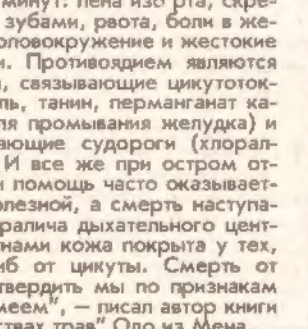 минут: пена изо рта, скре-
зубами, рвота, боли в же-
оловокружение и жестокие
и. Противоядием являются
, связывающие цикутоток-
ль, танин, перманганат ка-
ля промывания желудка) и
ающие судороги (хлорал-
И все же при остром от-
и помощь часто оказывает-
олезной, а смерть наступа-
ралича дыхательного цент-
нами кожа покрыта у тех,
иб от цикуты. Смерть от
твердить мы по признакам
меем", — писал автор книги
ствах трав" Одо из Мена